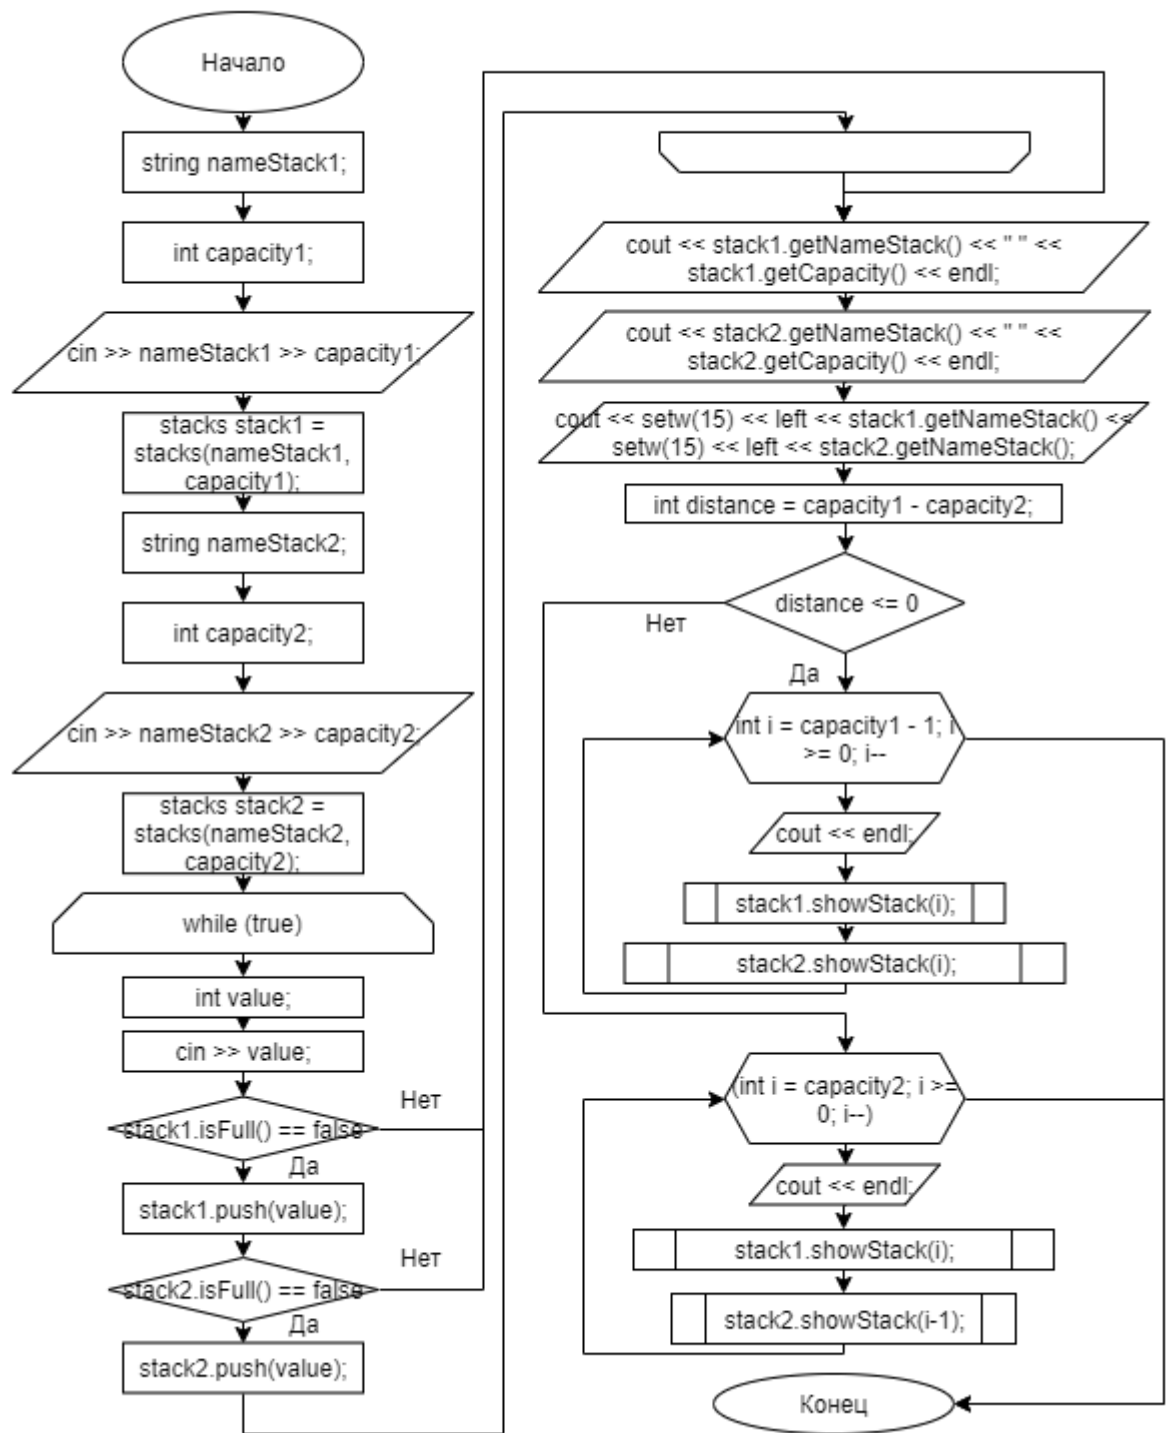 Начало
string nameStack1;
int capacity1;
cin >> nameStack1 >> capacity1;
stacks stack1 =
stacks(nameStack1,
capacity1);
string nameStack2;
int capacity2;
cin >> nameStack2 >> capacity2;
stacks stack2 =
stacks(nameStack2,
capacity2);
while (true)
int value;
cin >> value;
stack1.isFull() == false
Нет
Да
stack1.push(value);
stack2.isFull() == false
Нет
Да
stack2.push(value);
cout << stack1.getNameStack() << " " <<
stack1.getCapacity() << endl;
cout << stack2.getNameStack() << " " <<
stack2.getCapacity() << endl;
cout << setw(15) << left << stack1.getNameStack() <<
setw(15) << left << stack2.getNameStack();
int distance = capacity1 - capacity2;
distance <= 0
Нет
Да
int i = capacity1 - 1; i
>= 0; i--
cout << endl;
stack1.showStack(i);
stack2.showStack(i);
(int i = capacity2; i >=
0; i--)
cout << endl;
stack1.showStack(i);
stack2.showStack(i-1);
Конец